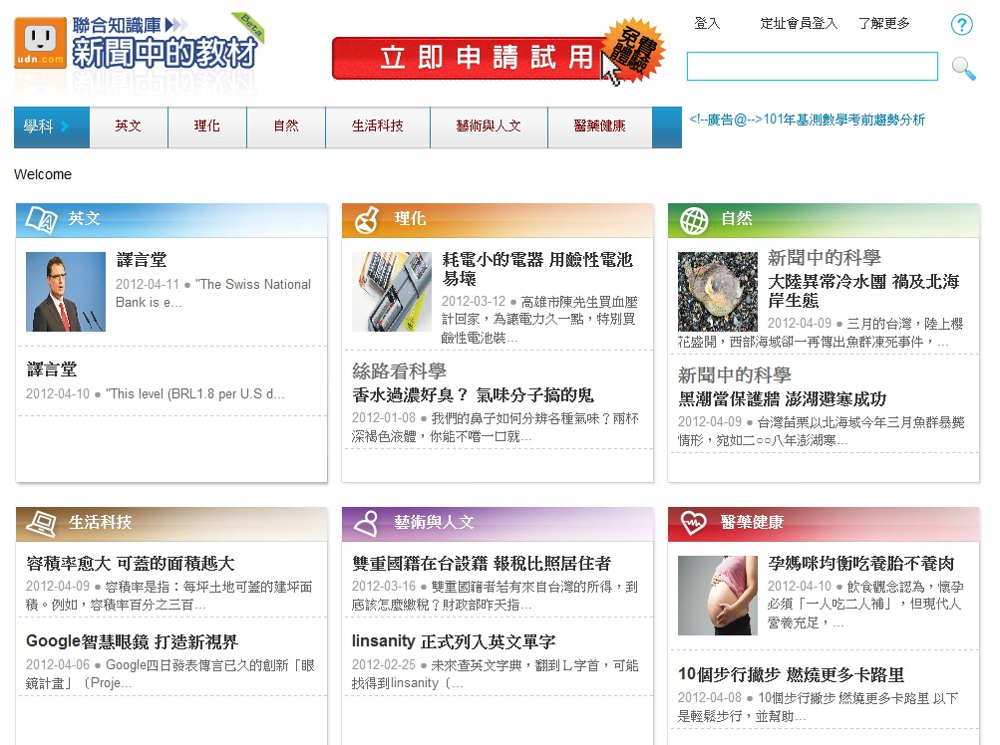 聯合知識庫
Beta
新聞中的教材
udn.com
立即申請試用
免費
體驗
登入 定址會員登入 了解更多
?
學科 英文 理化 自然 生活科技 藝術與人文 醫藥健康
<!--廣告@-->101年基測數學考前趨勢分析
Welcome
英文
譯言堂
2012-04-11 ● "The Swiss National
Bank is e...
譯言堂
2012-04-10 ● "This level (BRL1.8 per U.S d...
理化
耗電小的電器 用鹼性電池
易壞
2012-03-12 ● 高雄市陳先生買血壓
計回家，為讓電力久一點，特別買
鹼性電池裝...
絲路看科學
香水過濃好臭？ 氣味分子搞的鬼
2012-01-08 ● 我們的鼻子如何分辨各種氣味？兩杯
深褐色液體，你能不嚐一口就...
自然
新聞中的科學
大陸異常冷水團 禍及北海
岸生態
2012-04-09 ● 三月的台灣，陸上櫻
花盛開，西部海域卻一再傳出魚群凍死事件，...
新聞中的科學
黑潮當保護牆 澎湖避寒成功
2012-04-09 ● 台灣苗栗以北海域今年三月魚群暴斃
情形，宛如二○○八年澎湖寒...
生活科技
容積率愈大 可蓋的面積越大
2012-04-09 ● 容積率是指：每坪土地可蓋的建坪面
積。例如，容積率百分之三百...
Google智慧眼鏡 打造新視界
2012-04-06 ● Google四日發表傳言已久的創新「眼
鏡計畫」（Proje...
藝術與人文
雙重國籍在台設籍 報稅比照居住者
2012-03-16 ● 雙重國籍者若有來自台灣的所得，到
底該怎麼繳稅？財政部昨天指...
linsanity 正式列入英文單字
2012-02-25 ● 未來查英文字典，翻到Ｌ字首，可能
找得到linsanity（...
醫藥健康
孕媽咪均衡吃養胎不養肉
2012-04-10 ● 飲食觀念認為，懷孕
必須「一人吃二人補」，但現代人
營養充足，...
10個步行撇步 燃燒更多卡路里
2012-04-08 ● 10個步行撇步 燃燒更多卡路里 以下
是輕鬆步行，並幫助...